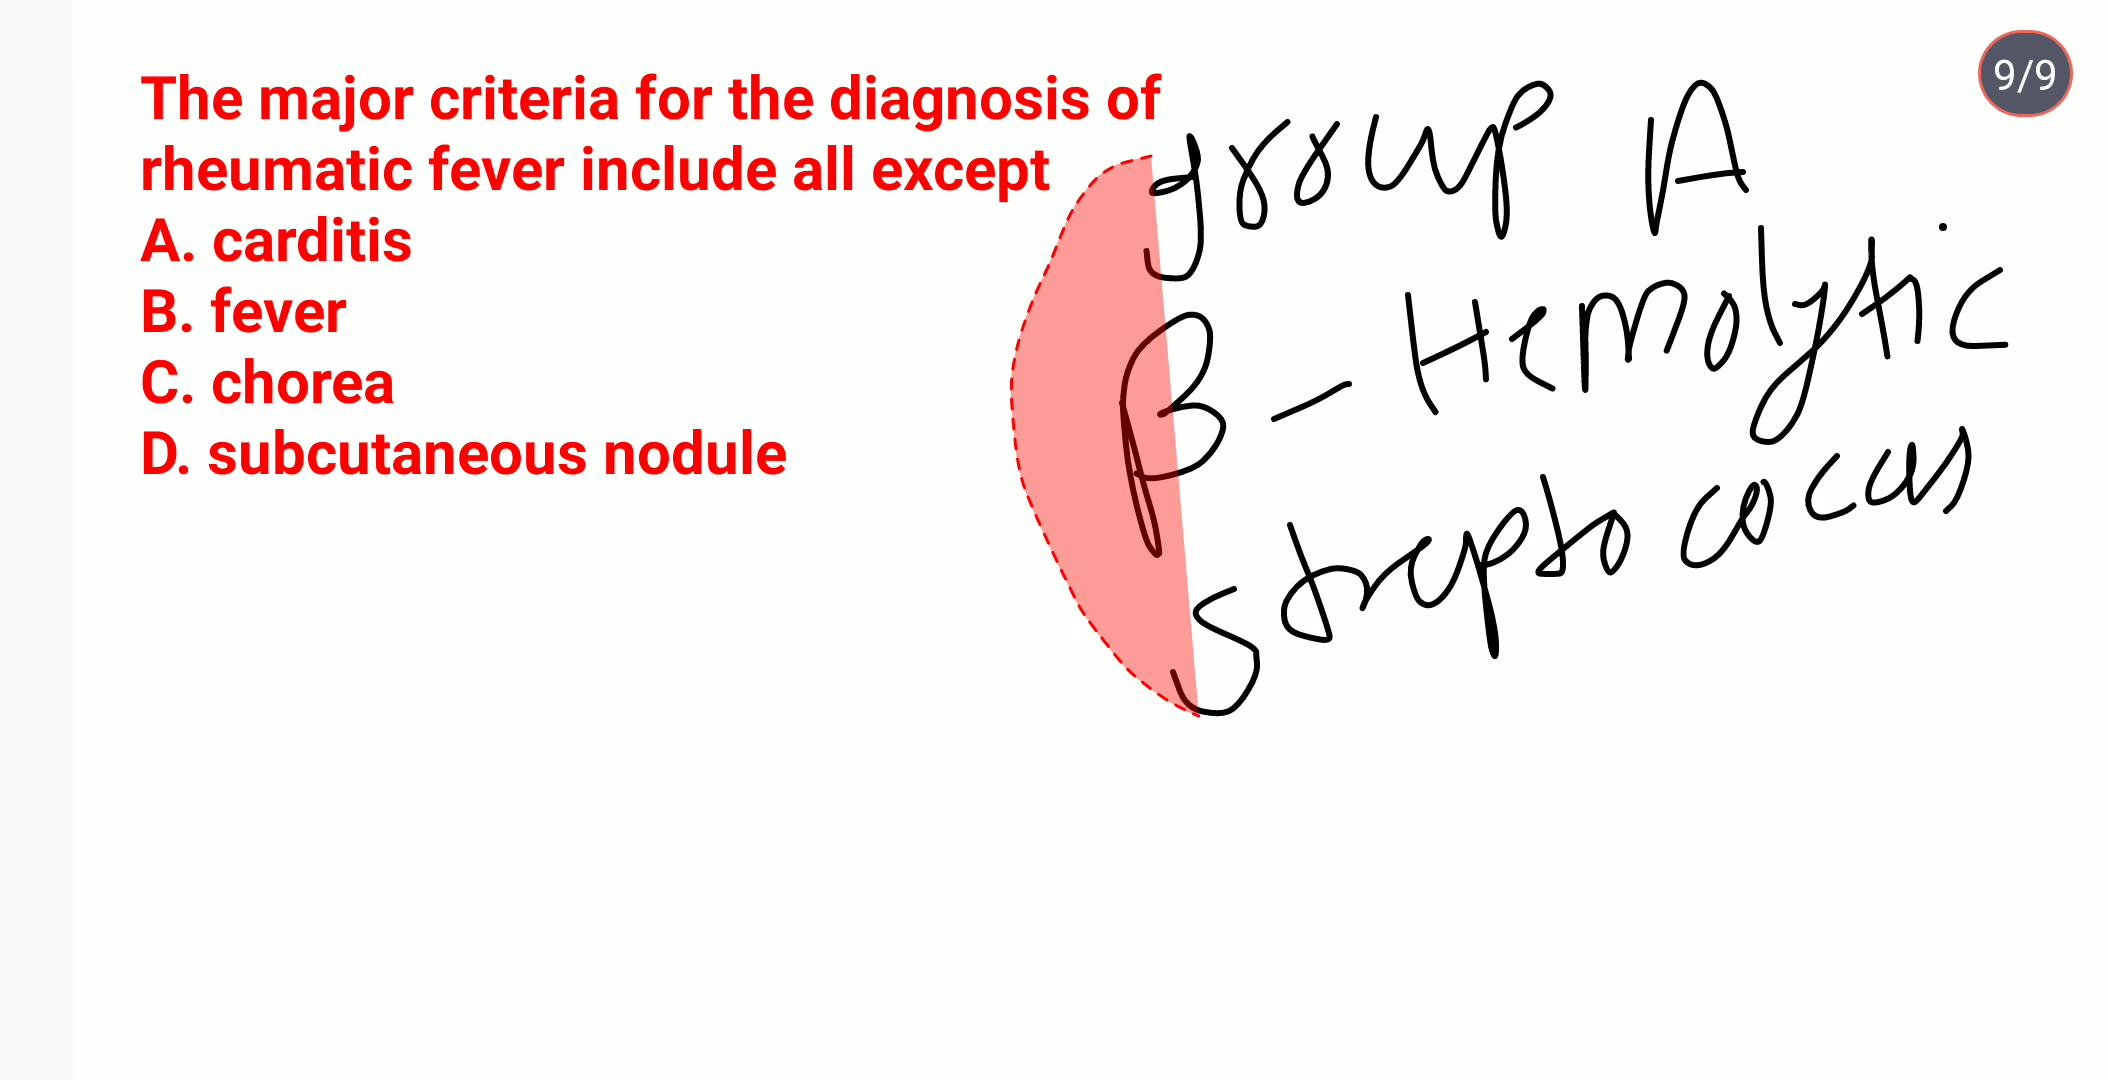 The major criteria for the diagnosis of
rheumatic fever include all except
A. carditis
B. fever
C. chorea
D. subcutaneous nodule
group A
β - Hemolytic
streptococcus
9/9